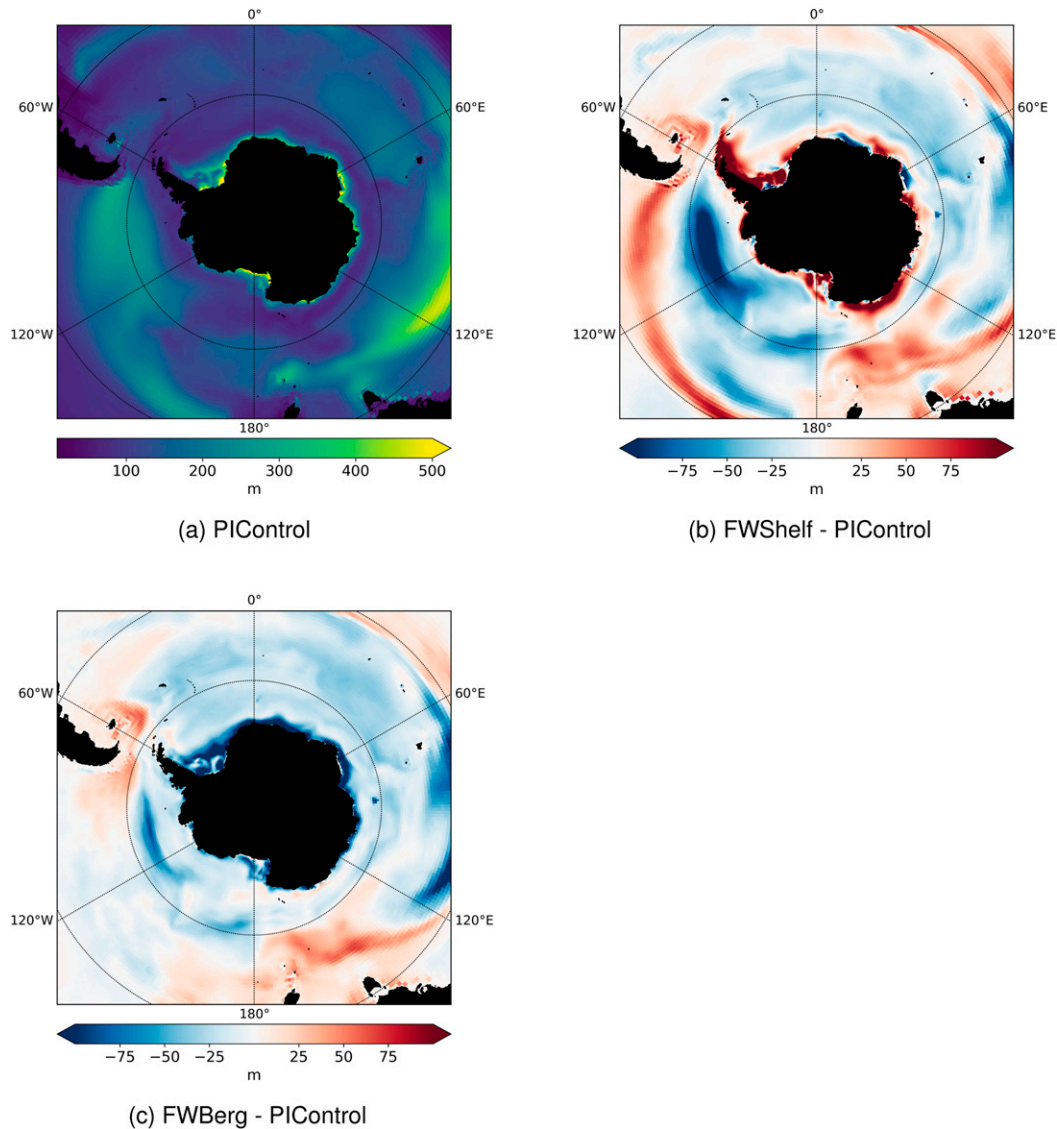 0° 0°
60°W 60°E 60°W 60°E
120°W 120°E 120°W 120°E
180° 180°
100 200 300 400 500 −75 −50 −25 25 50 75
m m
(a) PIControl (b) FWShelf - PIControl
0°
60°W 60°E
120°W 120°E
180°
−75 −50 −25 25 50 75
m
(c) FWBerg - PIControl